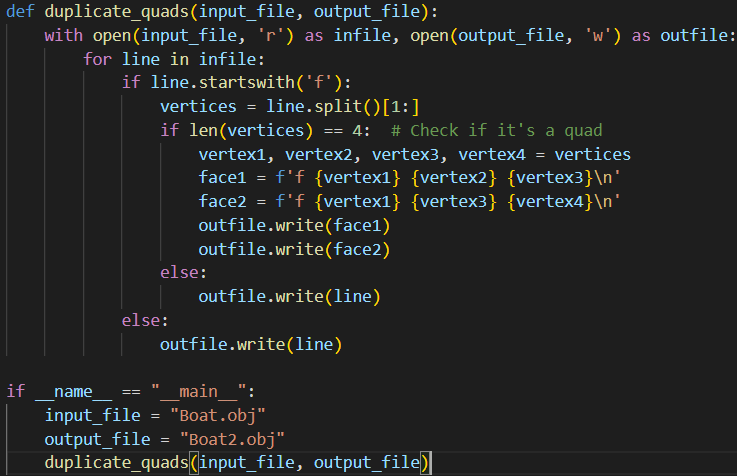 def duplicate_quads(input_file, output_file):
    with open(input_file, 'r') as infile, open(output_file, 'w') as outfile:
        for line in infile:
            if line.startswith('f'):
                vertices = line.split()[1:]
                if len(vertices) == 4:  # Check if it's a quad
                    vertex1, vertex2, vertex3, vertex4 = vertices
                    face1 = f'f {vertex1} {vertex2} {vertex3}\n'
                    face2 = f'f {vertex1} {vertex3} {vertex4}\n'
                    outfile.write(face1)
                    outfile.write(face2)
                else:
                    outfile.write(line)
            else:
                outfile.write(line)

if __name__ == "__main__":
    input_file = "Boat.obj"
    output_file = "Boat2.obj"
    duplicate_quads(input_file, output_file)